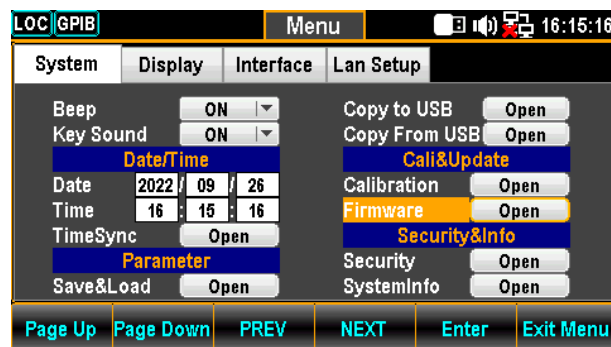 LOC GPIB Menu 16:15:16
System Display Interface Lan Setup
Beep ON Copy to USB Open
Key Sound ON Copy From USB Open
Date/Time Cali&Update
Date 2022 / 09 / 26 Calibration Open
Time 16 : 15 : 16 Firmware Open
TimeSync Open Security&Info
Parameter Security Open
Save&Load Open SystemInfo Open
Page Up Page Down PREV NEXT Enter Exit Menu